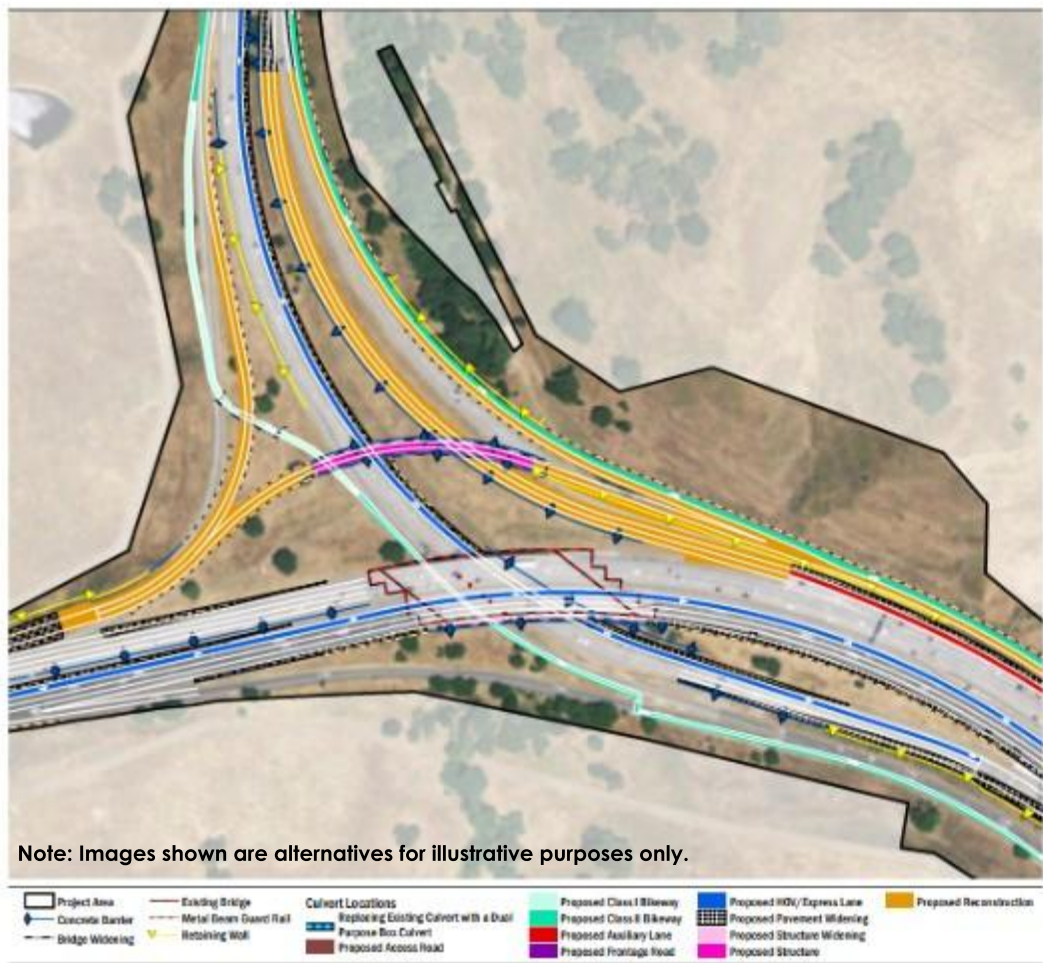 Note: Images shown are alternatives for illustrative purposes only.
Project Area
Concrete Barrier
Bridge Widening
Existing Bridge
Metal Beam Guard Rail
Retaining Wall
Culvert Locations
Replacing Existing Culvert with a Dual
Purpose Box Culvert
Proposed Access Road
Proposed Class I Bikeway
Proposed Class II Bikeway
Proposed Auxiliary Lane
Proposed Frontage Road
Proposed HOV/Express Lane
Proposed Pavement Widening
Proposed Structure Widening
Proposed Structure
Proposed Reconstruction